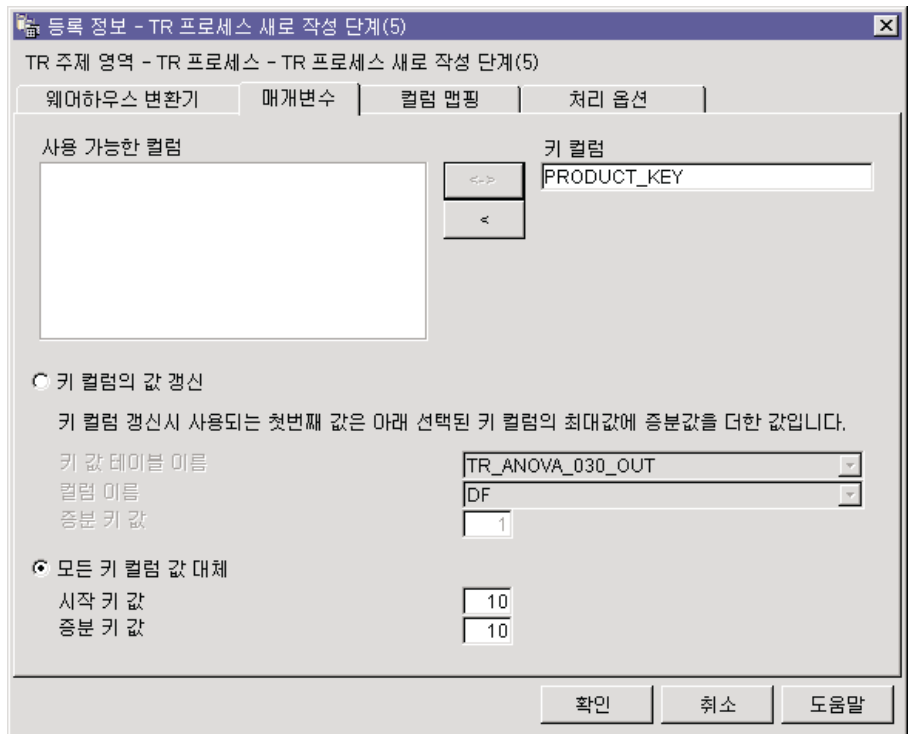 등록 정보 - TR 프로세스 새로 작성 단계(5)
TR 주제 영역 - TR 프로세스 - TR 프로세스 새로 작성 단계(5)
웨어하우스 변환기 매개변수 컬럼 맵핑 처리 옵션
사용 가능한 컬럼
키 컬럼
<->
PRODUCT_KEY
<
키 컬럼의 값 갱신
키 컬럼 갱신시 사용되는 첫번째 값은 아래 선택된 키 컬럼의 최대값에 증분값을 더한 값입니다.
키 값 테이블 이름 TR_ANOVA_030_OUT
컬럼 이름 DF
증분 키 값 1
모든 키 컬럼 값 대체
시작 키 값 10
증분 키 값 10
확인 취소 도움말